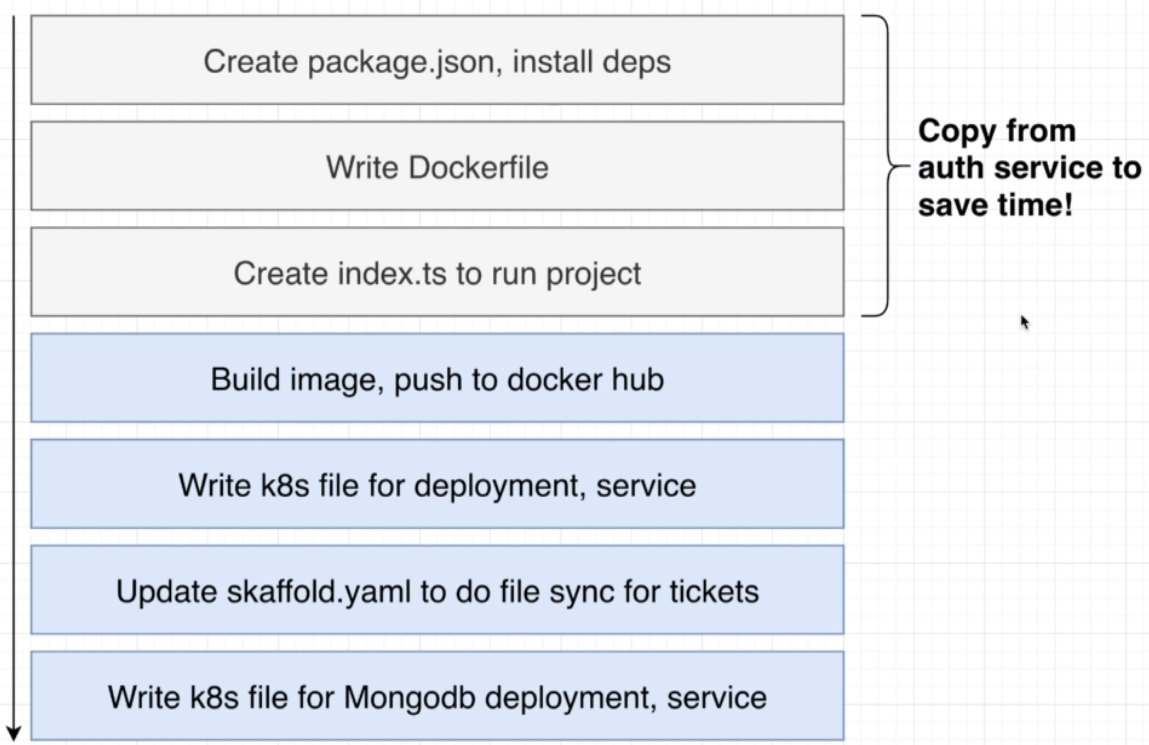 Create package.json, install deps
Write Dockerfile
Create index.ts to run project
Copy from
auth service to
save time!
Build image, push to docker hub
Write k8s file for deployment, service
Update skaffold.yaml to do file sync for tickets
Write k8s file for Mongodb deployment, service